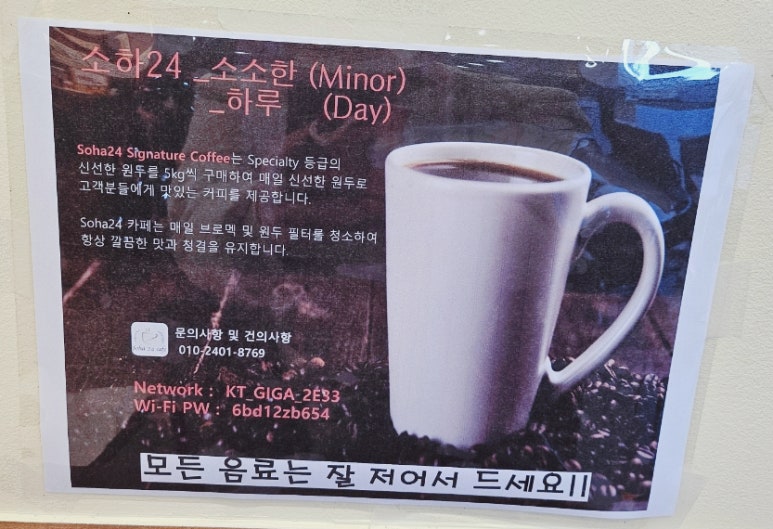 소하24 _소소한 (Minor)
_하루 (Day)
Soha24 Signature Coffee는 Specialty 등급의
신선한 원두를 5kg씩 구매하여 매일 신선한 원두로
고객분들에게 맛있는 커피를 제공합니다.
Soha24 카페는 매일 브로멕 및 원두 필터를 청소하여
항상 깔끔한 맛과 청결을 유지합니다.
문의사항 및 건의사항
010-2401-8769
Network : KT_GIGA_2E33
Wi-Fi PW : 6bd12zb654
모든 음료는 잘 저어서 드세요!!